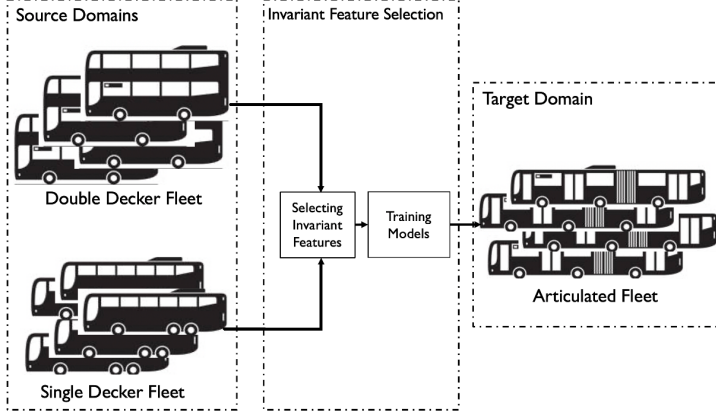 Source Domains
Invariant Feature Selection
Target Domain
Double Decker Fleet
Selecting
Invariant
Features
Training
Models
Articulated Fleet
Single Decker Fleet